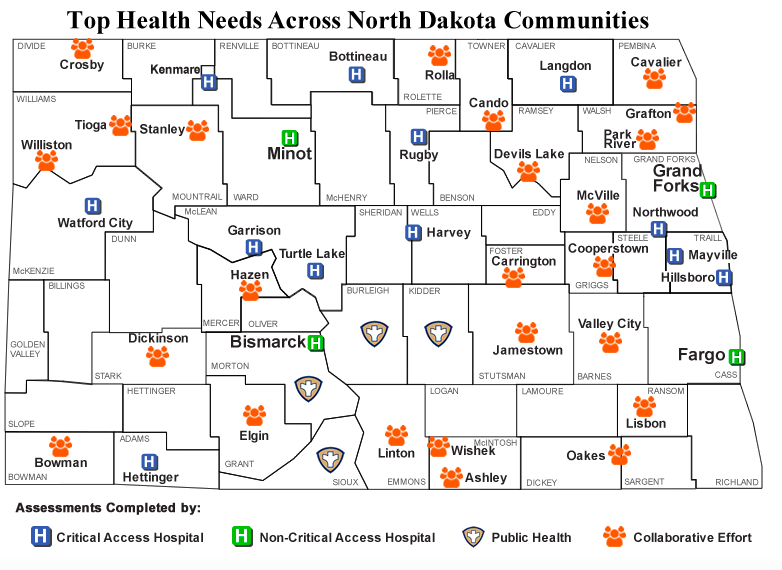 Top Health Needs Across North Dakota Communities
DIVIDE
BURKE
RENVILLE
BOTTINEAU
TOWNER
CAVALIER
PEMBINA
Crosby
Kenmare
H
Bottineau
H
Rolla
Langdon
H
Cavalier
WILLIAMS
ROLETTE
PIERCE
Cando
RAMSEY
WALSH
Grafton
Tioga
Stanley
H
Minot
H
Rugby
Park
River
Williston
Devils Lake
NELSON
GRAND FORKS
Grand
Forks
H
MOUNTRAIL
WARD
McHENRY
BENSON
McVille
H
Watford City
McLEAN
SHERIDAN
WELLS
EDDY
Northwood
H
Garrison
H
H
Harvey
DUNN
Turtle Lake
H
FOSTER
Carrington
Cooperstown
STEELE
TRAILL
H
Mayville
Hillsboro
H
McKENZIE
Hazen
GRIGGS
BILLINGS
MERCER
OLIVER
BURLEIGH
KIDDER
GOLDEN
VALLEY
Dickinson
Bismarck
H
Jamestown
Valley City
Fargo
H
STARK
MORTON
STUTSMAN
BARNES
CASS
HETTINGER
LOGAN
LAMOURE
RANSOM
SLOPE
Elgin
Lisbon
ADAMS
Linton
McINTOSH
Wishek
Oakes
Bowman
H
Hettinger
GRANT
Ashley
BOWMAN
SIOUX
EMMONS
DICKEY
SARGENT
RICHLAND
Assessments Completed by:
H Critical Access Hospital
H Non-Critical Access Hospital
Public Health
Collaborative Effort